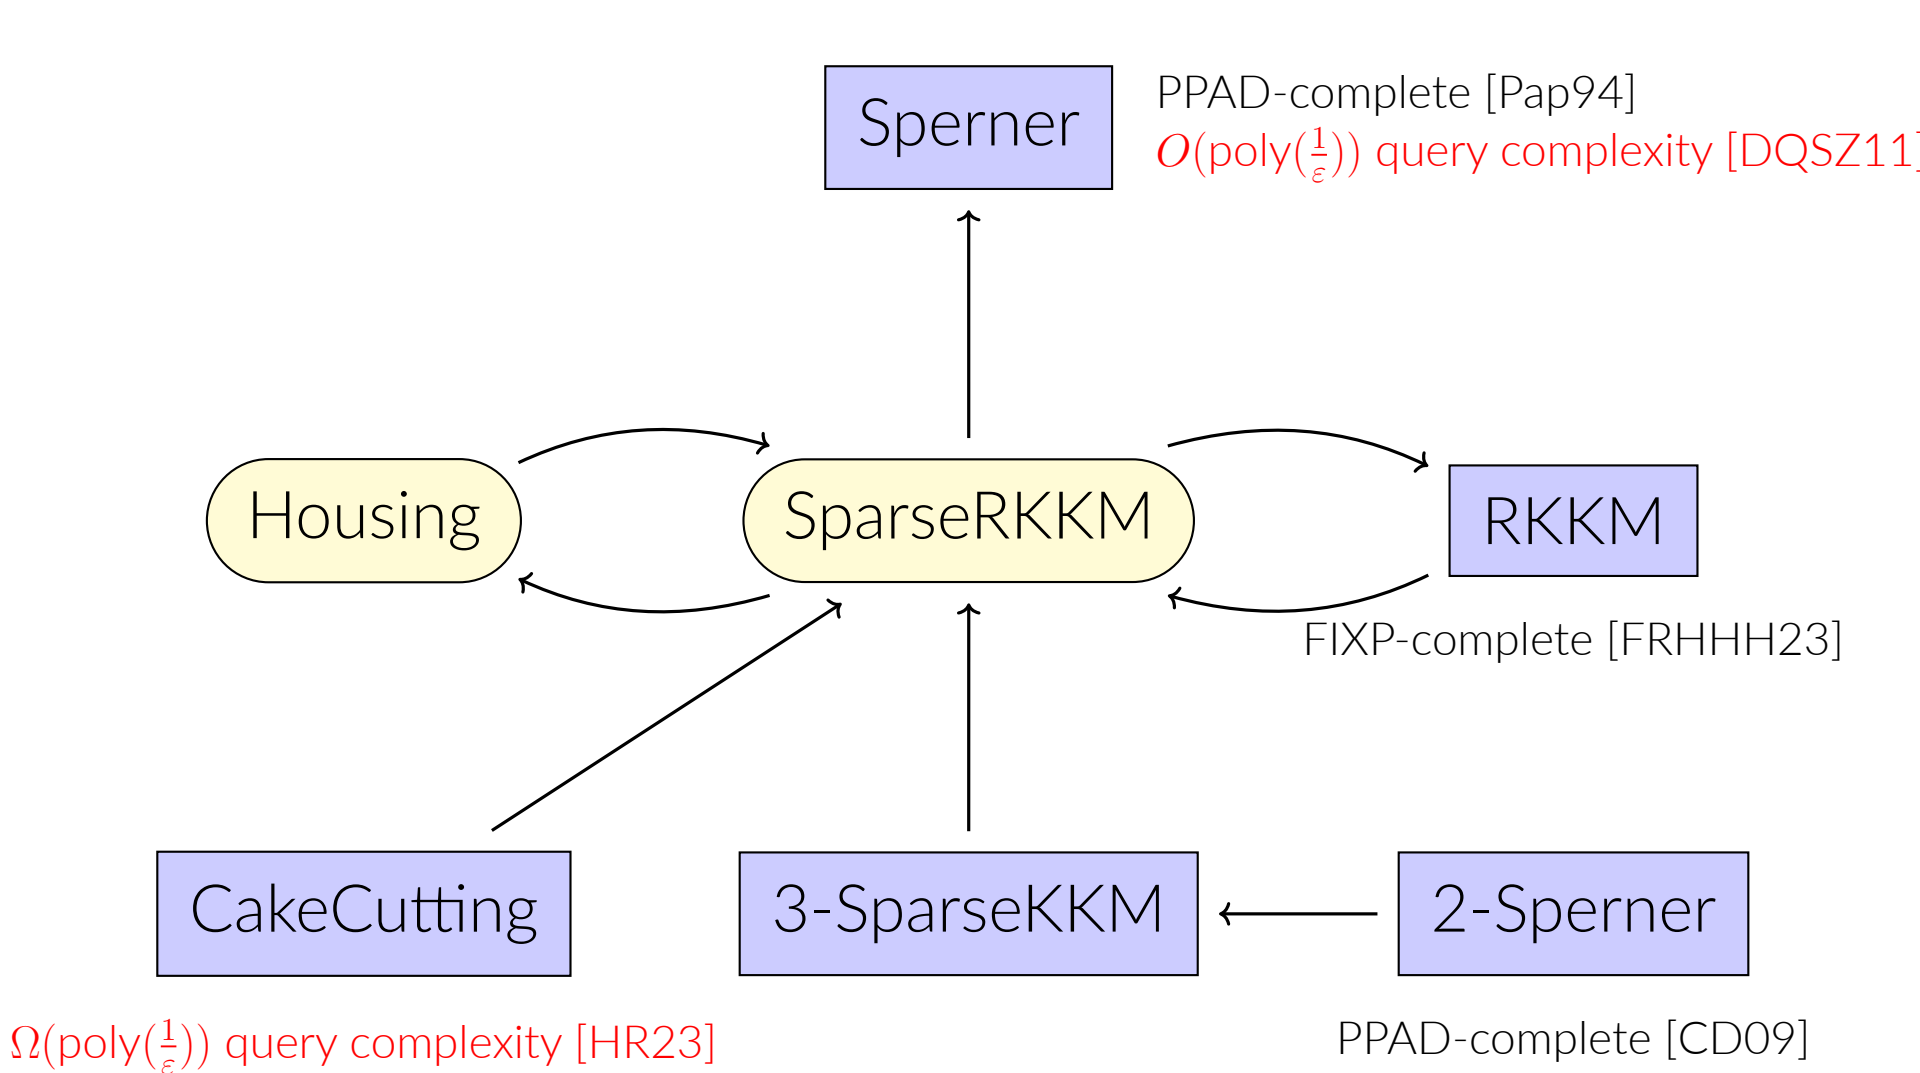 Sperner
PPAD-complete [Pap94]
O(poly(1/ε)) query complexity [DQSZ11]
Housing
SparseRKKM
RKKM
FIXP-complete [FRHHH23]
CakeCutting
3-SparseKKM
2-Sperner
Ω(poly(1/ε)) query complexity [HR23]
PPAD-complete [CD09]